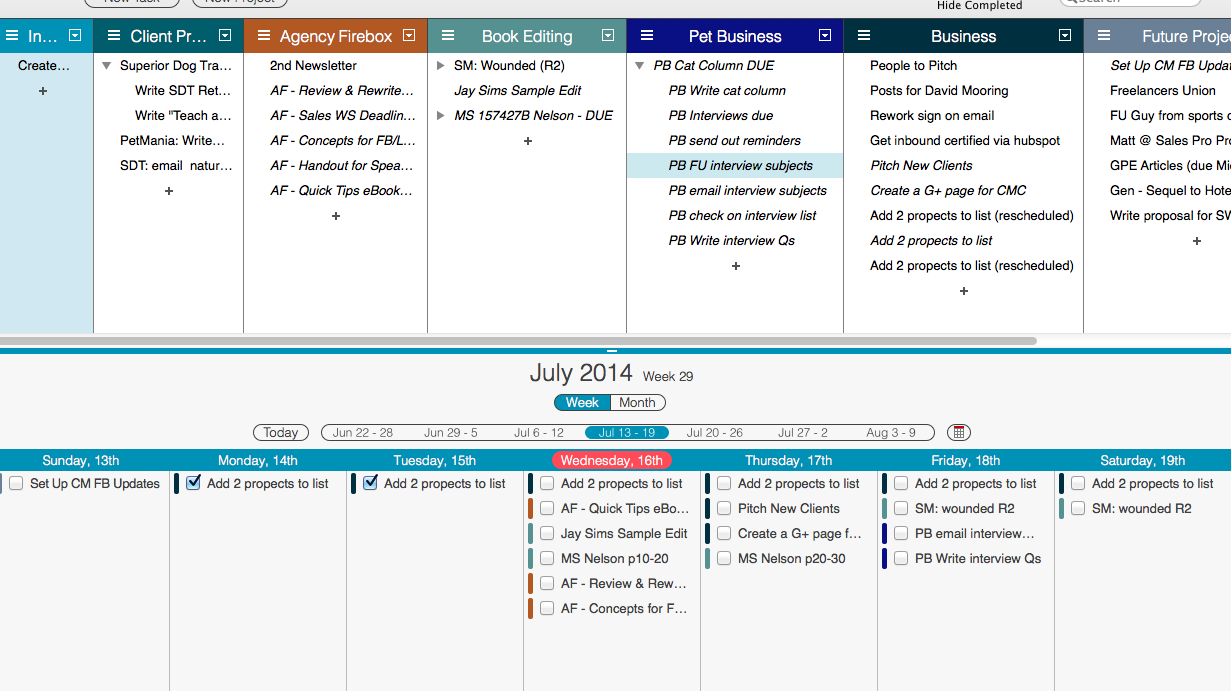 New Task New Project Hide Completed Search
In... Client Pr... Agency Firebox Book Editing Pet Business Business Future Proje
Create...
+
Superior Dog Tra...
Write SDT Ret...
Write "Teach a...
PetMania: Write...
SDT: email natur...
+
2nd Newsletter
AF - Review & Rewrite...
AF - Sales WS Deadlin...
AF - Concepts for FB/L...
AF - Handout for Spea...
AF - Quick Tips eBook...
+
SM: Wounded (R2)
Jay Sims Sample Edit
MS 157427B Nelson - DUE
+
PB Cat Column DUE
PB Write cat column
PB Interviews due
PB send out reminders
PB FU interview subjects
PB email interview subjects
PB check on interview list
PB Write interview Qs
+
People to Pitch
Posts for David Mooring
Rework sign on email
Get inbound certified via hubspot
Pitch New Clients
Create a G+ page for CMC
Add 2 propects to list (rescheduled)
Add 2 propects to list
Add 2 propects to list (rescheduled)
+
Set Up CM FB Updat
Freelancers Union
FU Guy from sports c
Matt @ Sales Pro Pro
GPE Articles (due Mi
Gen - Sequel to Hote
Write proposal for SW
+
July 2014 Week 29
Week Month
Today Jun 22 - 28 Jun 29 - 5 Jul 6 - 12 Jul 13 - 19 Jul 20 - 26 Jul 27 - 2 Aug 3 - 9
Sunday, 13th Monday, 14th Tuesday, 15th Wednesday, 16th Thursday, 17th Friday, 18th Saturday, 19th
Set Up CM FB Updates
Add 2 propects to list
Add 2 propects to list
Add 2 propects to list
AF - Quick Tips eBo...
Jay Sims Sample Edit
MS Nelson p10-20
AF - Review & Rew...
AF - Concepts for F...
Add 2 propects to list
Pitch New Clients
Create a G+ page f...
MS Nelson p20-30
Add 2 propects to list
SM: wounded R2
PB email interview...
PB Write interview Qs
Add 2 propects to list
SM: wounded R2